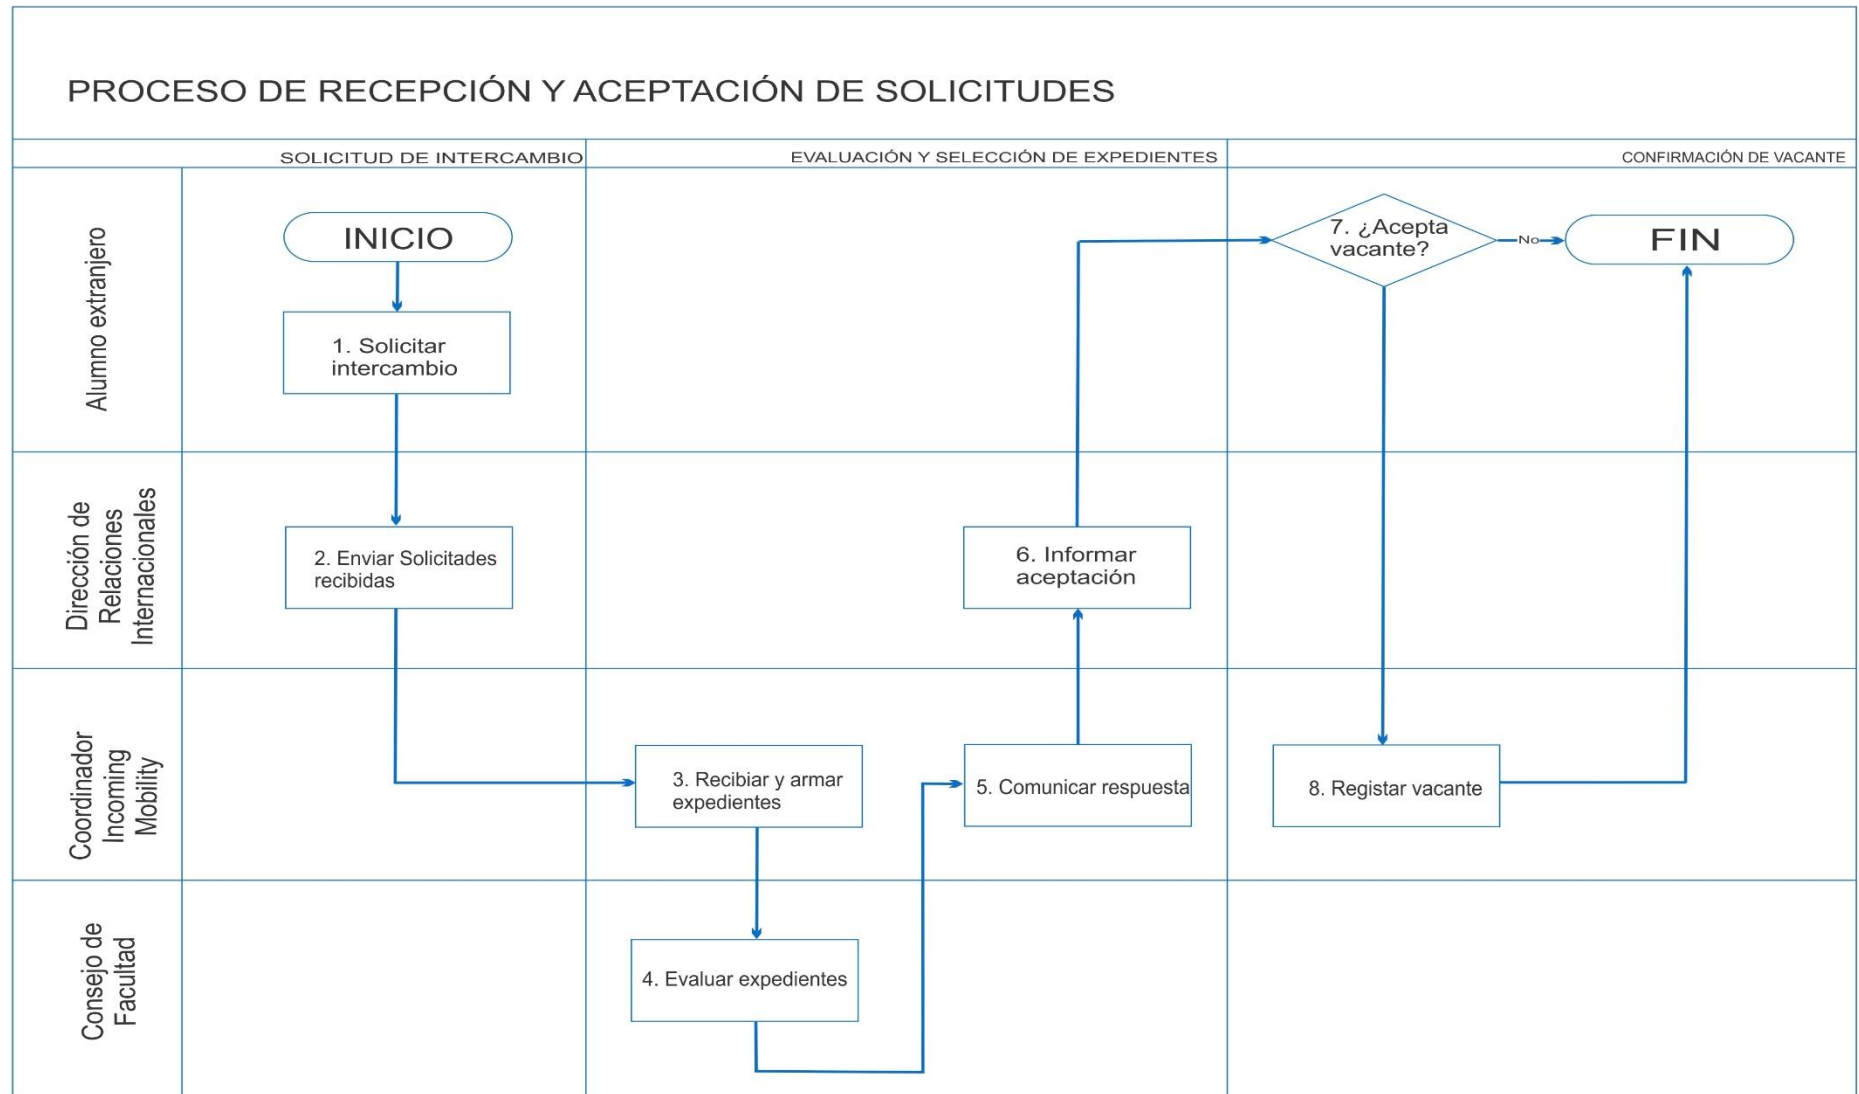 PROCESO DE RECEPCIÓN Y ACEPTACIÓN DE SOLICITUDES
SOLICITUD DE INTERCAMBIO
EVALUACIÓN Y SELECCIÓN DE EXPEDIENTES
CONFIRMACIÓN DE VACANTE
Alumno extranjero
INICIO
1. Solicitar
intercambio
7. ¿Acepta
vacante?
No
FIN
Dirección de
Relaciones
Internacionales
2. Enviar Solicitades
recibidas
6. Informar
aceptación
Coordinador
Incoming
Mobility
3. Recibiar y armar
expedientes
5. Comunicar respuesta
8. Registar vacante
Consejo de
Facultad
4. Evaluar expedientes